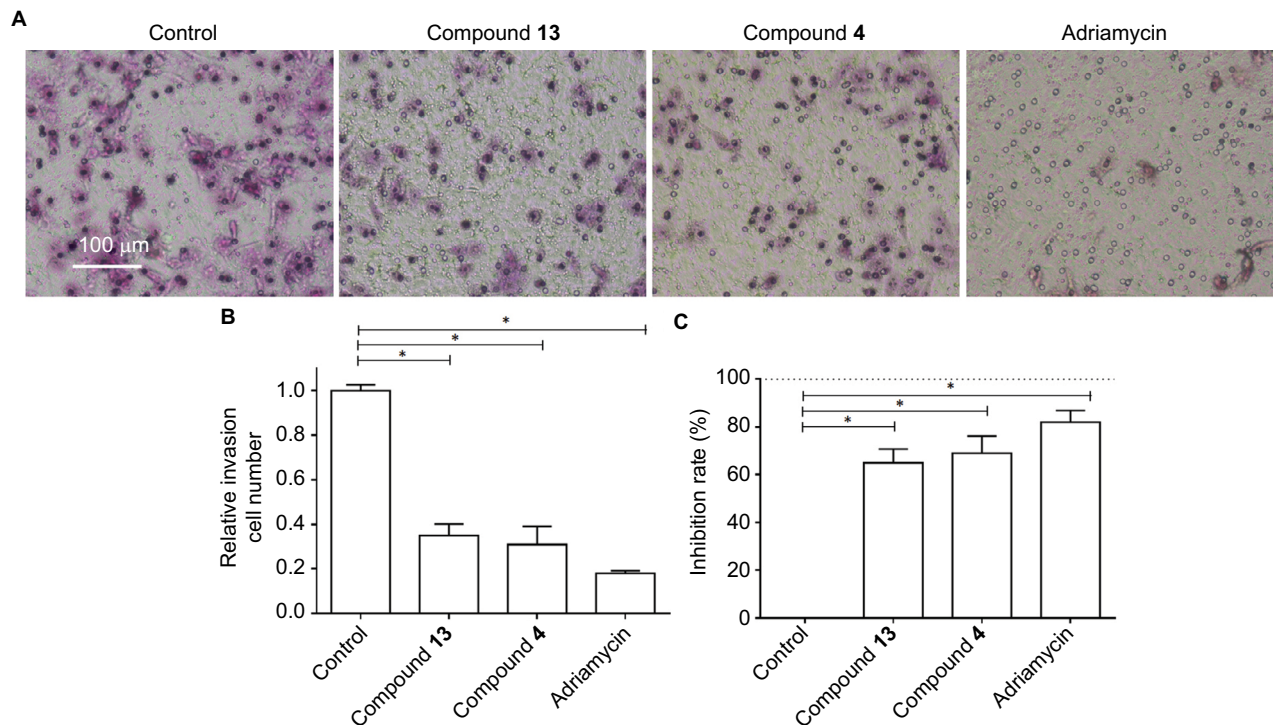 A
Control
Compound 13
Compound 4
Adriamycin
100 μm
B
*
*
*
Relative invasion
cell number
1.0
0.8
0.6
0.4
0.2
0.0
Control
Compound 13
Compound 4
Adriamycin
C
*
*
*
Inhibition rate (%)
100
80
60
40
20
0
Control
Compound 13
Compound 4
Adriamycin